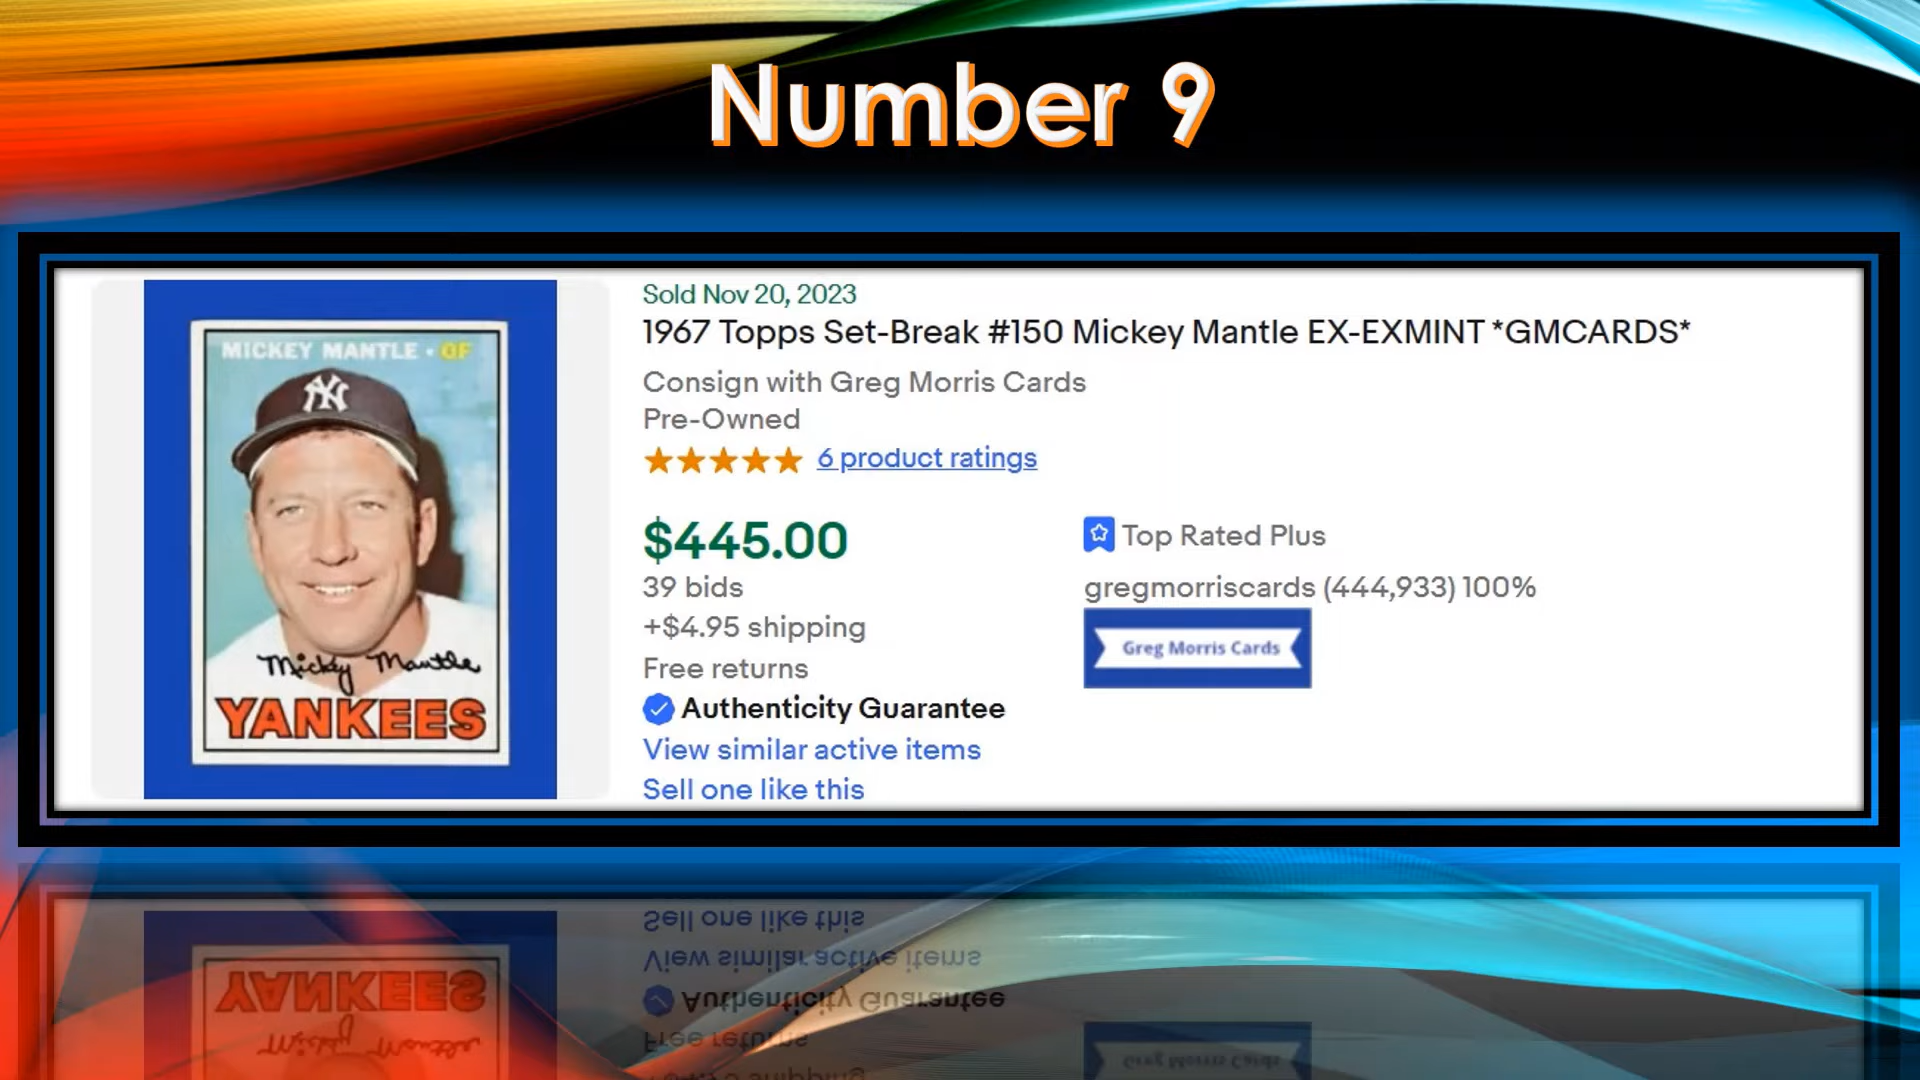 Number 9
MICKEY MANTLE • OF
NY
Mickey Mantle
YANKEES
Sold Nov 20, 2023
1967 Topps Set-Break #150 Mickey Mantle EX-EXMINT *GMCARDS*
Consign with Greg Morris Cards
Pre-Owned
6 product ratings
$445.00
39 bids
+$4.95 shipping
Free returns
Authenticity Guarantee
View similar active items
Sell one like this
Top Rated Plus
gregmorriscards (444,933) 100%
Greg Morris Cards